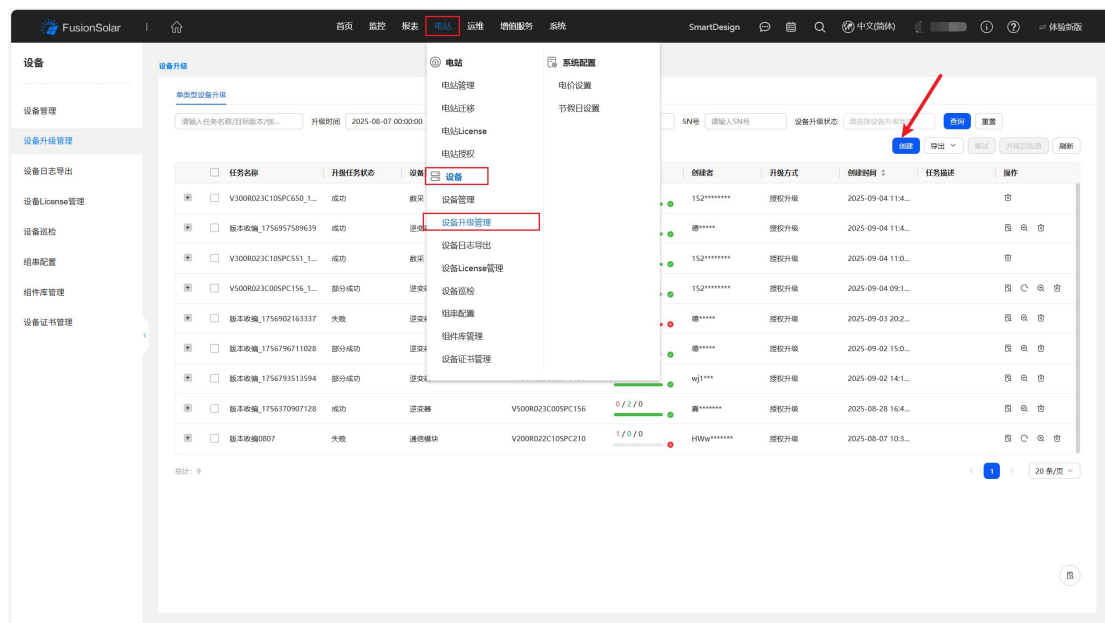 FusionSolar 首页 监控 报表 电站 运维 增值服务 系统 SmartDesign 中文(简体) 体验新版
设备
设备管理
设备升级管理
设备日志导出
设备License管理
设备巡检
组串配置
组件库管理
设备证书管理
设备升级
单类型设备升级
请输入任务名称/目标版本/创... 升级时间 2025-08-07 00:00:00 SN号 请输入SN号 设备升级状态 请选择设备升级状态 查询 重置
创建 导出 重试 升级后检查 刷新
电站
电站管理
电站迁移
电站License
电站授权
设备
设备管理
设备升级管理
设备日志导出
设备License管理
设备巡检
组串配置
组件库管理
设备证书管理
系统配置
电价设置
节假日设置
任务名称 升级任务状态 设备 创建者 升级方式 创建时间 任务描述 操作
V300R023C10SPC650_1... 成功 数采 152******** 授权升级 2025-09-04 11:4...
版本收编_1756957589639 成功 逆变 德***** 授权升级 2025-09-04 11:4...
V300R023C10SPC551_1... 成功 数采 152******** 授权升级 2025-09-04 11:0...
V500R023C00SPC156_1... 部分成功 逆变 152******** 授权升级 2025-09-04 09:1...
版本收编_1756902163337 失败 逆变 德***** 授权升级 2025-09-03 20:2...
版本收编_1756796711028 部分成功 逆变 德***** 授权升级 2025-09-02 15:0...
版本收编_1756793513594 部分成功 逆变 wj1*** 授权升级 2025-09-02 14:1...
版本收编_1756370907128 成功 逆变器 V500R023C00SPC156 0/2/0 嘉******* 授权升级 2025-08-28 16:4...
版本收编0807 失败 通信模块 V200R022C10SPC210 1/0/0 HWw******* 授权升级 2025-08-07 10:3...
总计: 9 1 20 条/页